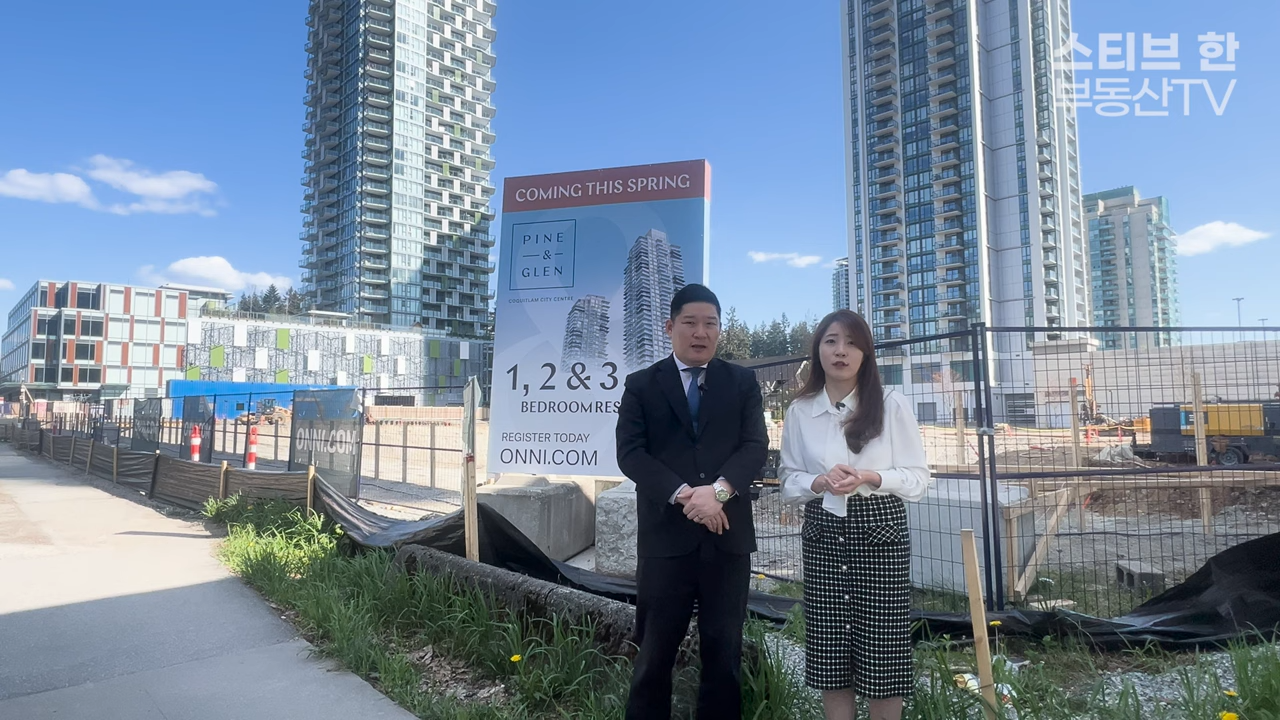 스티브 한
부동산TV
COMING THIS SPRING
PINE
&
GLEN
COQUITLAM CITY CENTRE
1, 2 & 3
BEDROOM RES
REGISTER TODAY
ONNI.COM
ONNI.COM